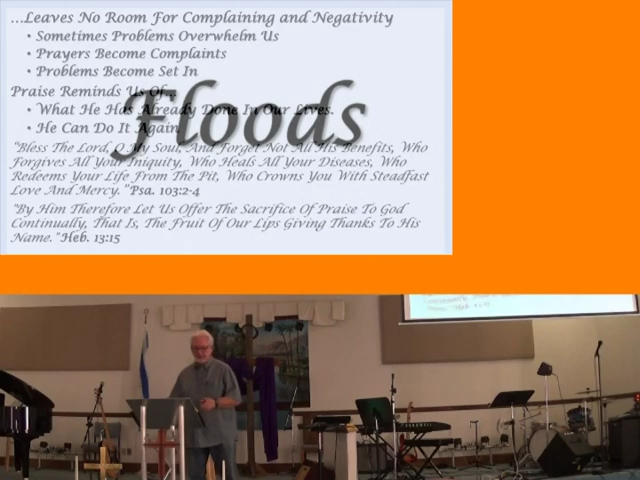 ...Leaves No Room For Complaining and Negativity
• Sometimes Problems Overwhelm Us
• Prayers Become Complaints
• Problems Become Set In
Praise Reminds Us Of...
• What He Has Already Done In Our Lives.
• He Can Do It Again.
Floods
"Bless The Lord, O My Soul, And Forget Not All His Benefits, Who
Forgives All Your Iniquity, Who Heals All Your Diseases, Who
Redeems Your Life From The Pit, Who Crowns You With Steadfast
Love And Mercy." Psa. 103:2-4
"By Him Therefore Let Us Offer The Sacrifice Of Praise To God
Continually, That Is, The Fruit Of Our Lips Giving Thanks To His
Name." Heb. 13:15